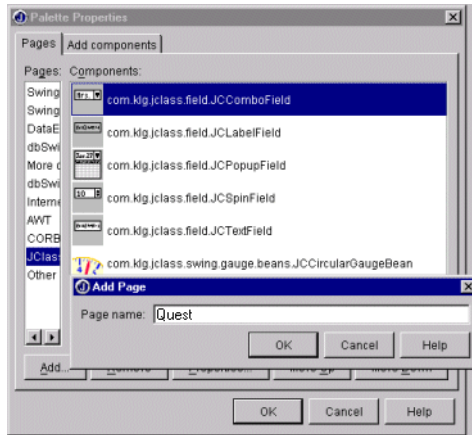 Palette Properties
Pages
Add components
Pages:
Components:
Swing
Swing
DataE
dbSwi
More d
dbSwi
Interne
AWT
CORB
JClas
Other
com.klg.jclass.field.JCComboField
com.klg.jclass.field.JCLabelField
com.klg.jclass.field.JCPopupField
com.klg.jclass.field.JCSpinField
com.klg.jclass.field.JCTextField
com.klg.jclass.swing.gauge.beans.JCCircularGaugeBean
Add Page
Page name: Quest
OK Cancel Help
Add...
OK Cancel Help